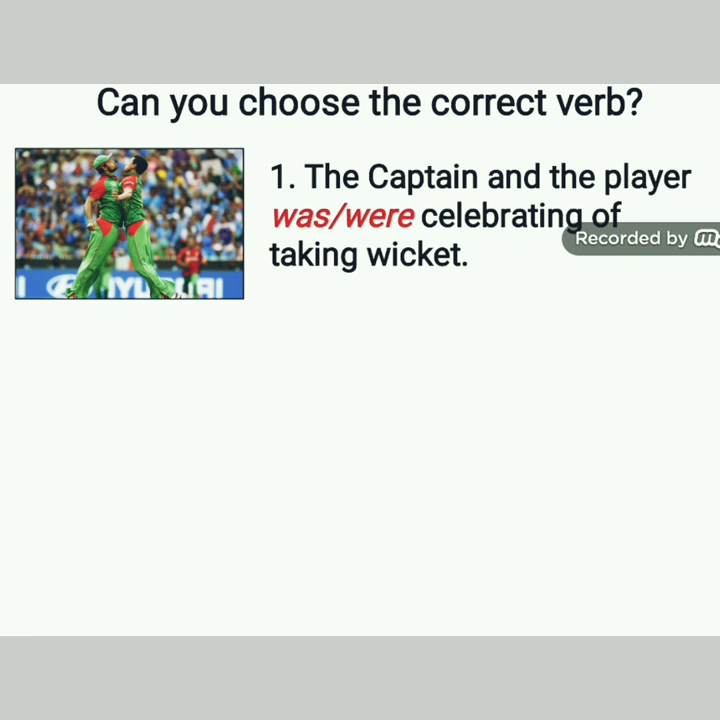 Can you choose the correct verb?
1. The Captain and the player
was/were celebrating of
taking wicket.
Recorded by
HYUNDAI